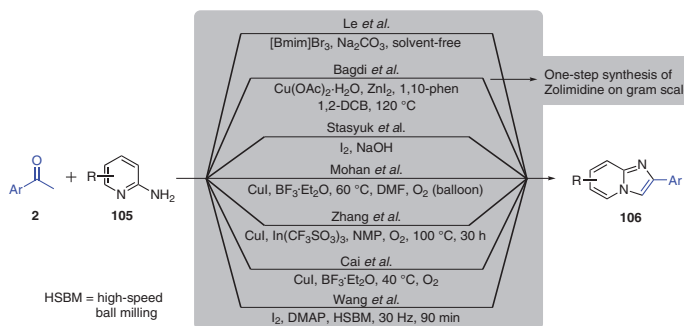 Le et al.
[Bmim]Br3, Na2CO3, solvent-free
Bagdi et al.
Cu(OAc)2·H2O, ZnI2, 1,10-phen
1,2-DCB, 120 °C
One-step synthesis of
Zolimidine on gram scal
Stasyuk et al.
I2, NaOH
Mohan et al.
CuI, BF3·Et2O, 60 °C, DMF, O2 (balloon)
Zhang et al.
CuI, In(CF3SO3)3, NMP, O2, 100 °C, 30 h
Cai et al.
CuI, BF3·Et2O, 40 °C, O2
Wang et al.
I2, DMAP, HSBM, 30 Hz, 90 min
O
Ar
2
+
R
N
NH2
105
R
N
N
Ar
106
HSBM = high-speed
ball milling